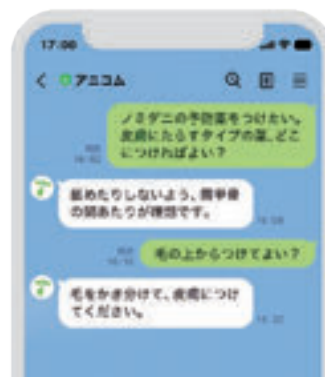 17:00
アニコム
ノミダニの予防薬をつけたい。
皮膚にたらすタイプの薬、どこ
につければよい？
舐めたりしないよう、肩甲骨
の間あたりが理想です。
毛の上からつけてよい？
毛をかき分けて、皮膚につけ
てください。